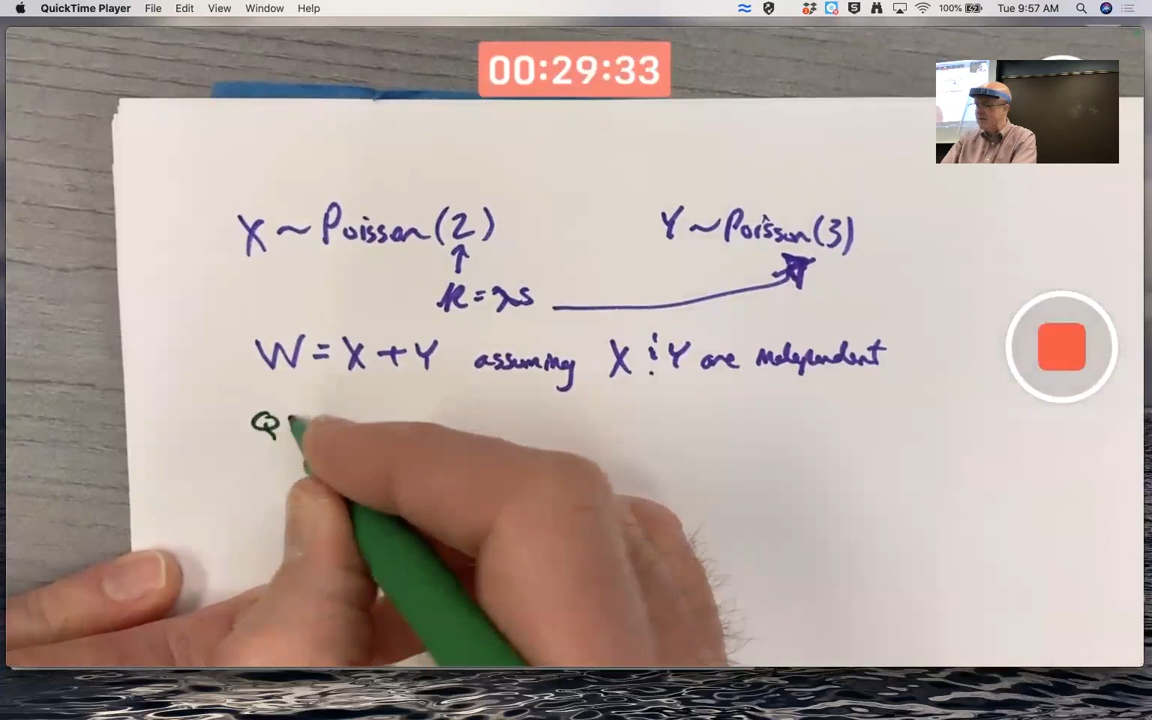 QuickTime Player File Edit View Window Help 100% Tue 9:57 AM
00:29:33
X ~ Poisson(2) Y ~ Poisson(3)
↑
k = λs
W = X + Y assuming X & Y are independent
Q